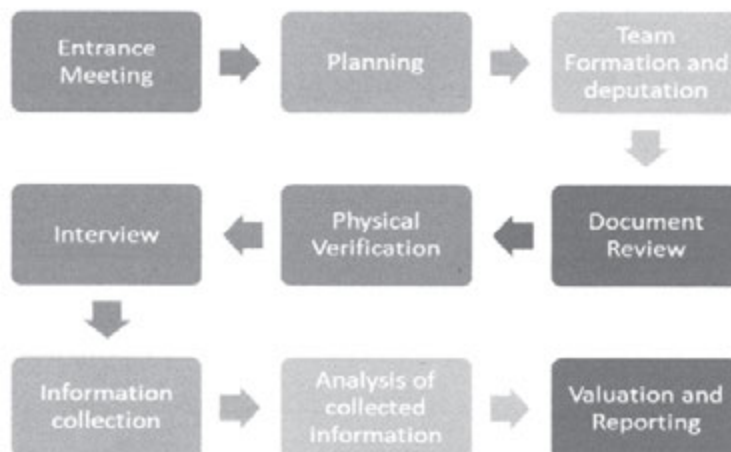 Entrance
Meeting
Planning
Team
Formation and
deputation
Document
Review
Physical
Verification
Interview
Information
collection
Analysis of
collected
Information
Valuation and
Reporting